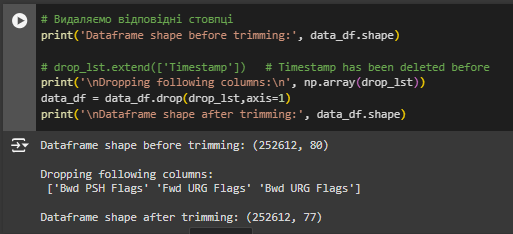 # Видаляємо відповідні стовпці
print('Dataframe shape before trimming:', data_df.shape)
# drop_lst.extend(['Timestamp'])   # Timestamp has been deleted before
print('\nDropping following columns:\n', np.array(drop_lst))
data_df = data_df.drop(drop_lst,axis=1)
print('\nDataframe shape after trimming:', data_df.shape)
Dataframe shape before trimming: (252612, 80)
Dropping following columns:
['Bwd PSH Flags' 'Fwd URG Flags' 'Bwd URG Flags']
Dataframe shape after trimming: (252612, 77)